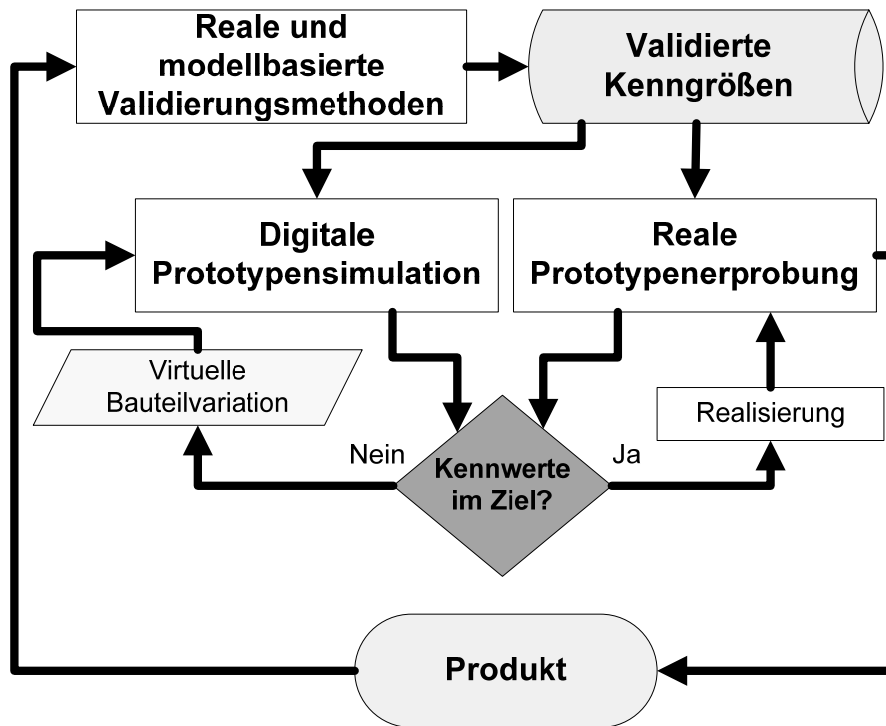 Reale und
modellbasierte
Validierungsmethoden
Validierte
Kenngrößen
Digitale
Prototypensimulation
Reale
Prototypenerprobung
Virtuelle
Bauteilvariation
Realisierung
Nein
Kennwerte
im Ziel?
Ja
Produkt